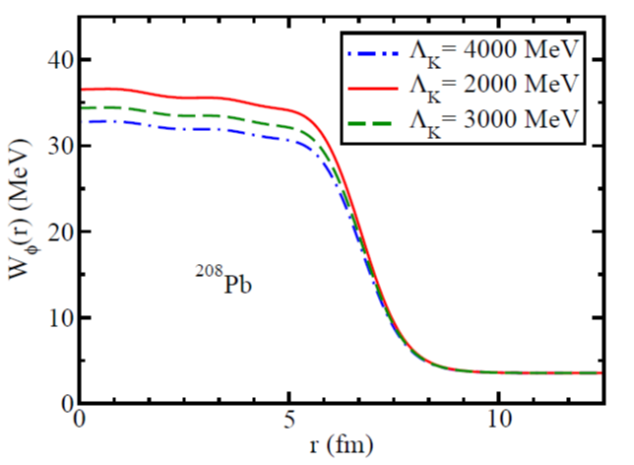 Λ_K= 4000 MeV
Λ_K= 2000 MeV
Λ_K= 3000 MeV
W_ϕ(r) (MeV)
40
30
20
10
0
²⁰⁸Pb
0 5 10
r (fm)